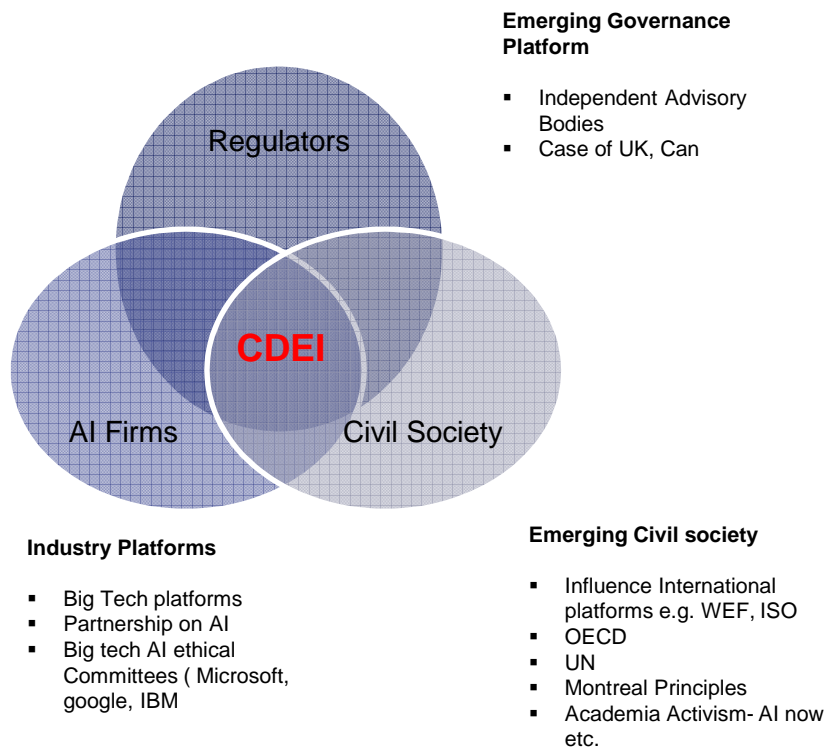 Emerging Governance
Platform
▪ Independent Advisory
Bodies
▪ Case of UK, Can
Regulators
CDEI
AI Firms
Civil Society
Industry Platforms
▪ Big Tech platforms
▪ Partnership on AI
▪ Big tech AI ethical
Committees ( Microsoft,
google, IBM
Emerging Civil society
▪ Influence International
platforms e.g. WEF, ISO
▪ OECD
▪ UN
▪ Montreal Principles
▪ Academia Activism- AI now
etc.